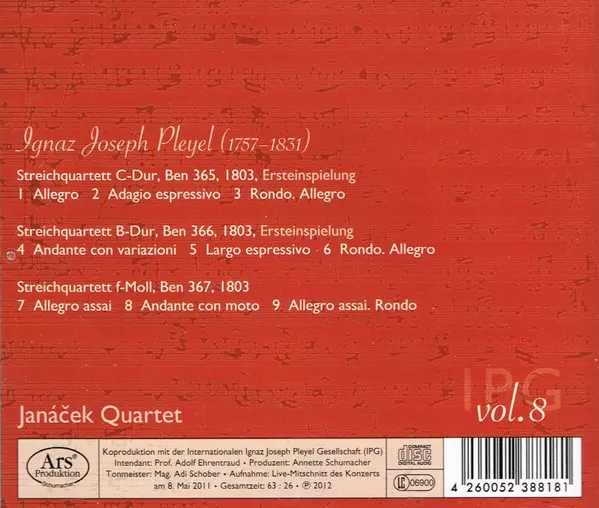 Ignaz Joseph Pleyel (1757–1831)
Streichquartett C-Dur, Ben 365, 1803, Ersteinspielung
1 Allegro 2 Adagio espressivo 3 Rondo. Allegro
Streichquartett B-Dur, Ben 366, 1803, Ersteinspielung
4 Andante con variazioni 5 Largo espressivo · 6 Rondo. Allegro
Streichquartett f-Moll, Ben 367, 1803
7 Allegro assai 8 Andante con moto 9 Allegro assai. Rondo
IPG
vol.8
Janáček Quartet
Ars
Produktion
Schumacher
Koproduktion mit der Internationalen Ignaz Joseph Pleyel Gesellschaft (IPG)
Intendant: Prof. Adolf Ehrentraud • Produzent: Annette Schumacher
Tonmeister: Mag. Adi Schober • Aufnahme: Live-Mitschnitt des Konzerts
am 8. Mai 2011 • Gesamtzeit: 63 : 26 • ℗ 2012
COMPACT
disc
DIGITAL AUDIO
LC 06900
4 260052 388181